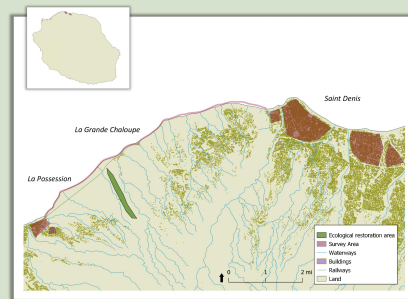 Saint Denis
La Grande Chaloupe
La Possession
Ecological restoration area
Survey Area
Waterways
Buildings
Railways
Land
0 1 2 mi